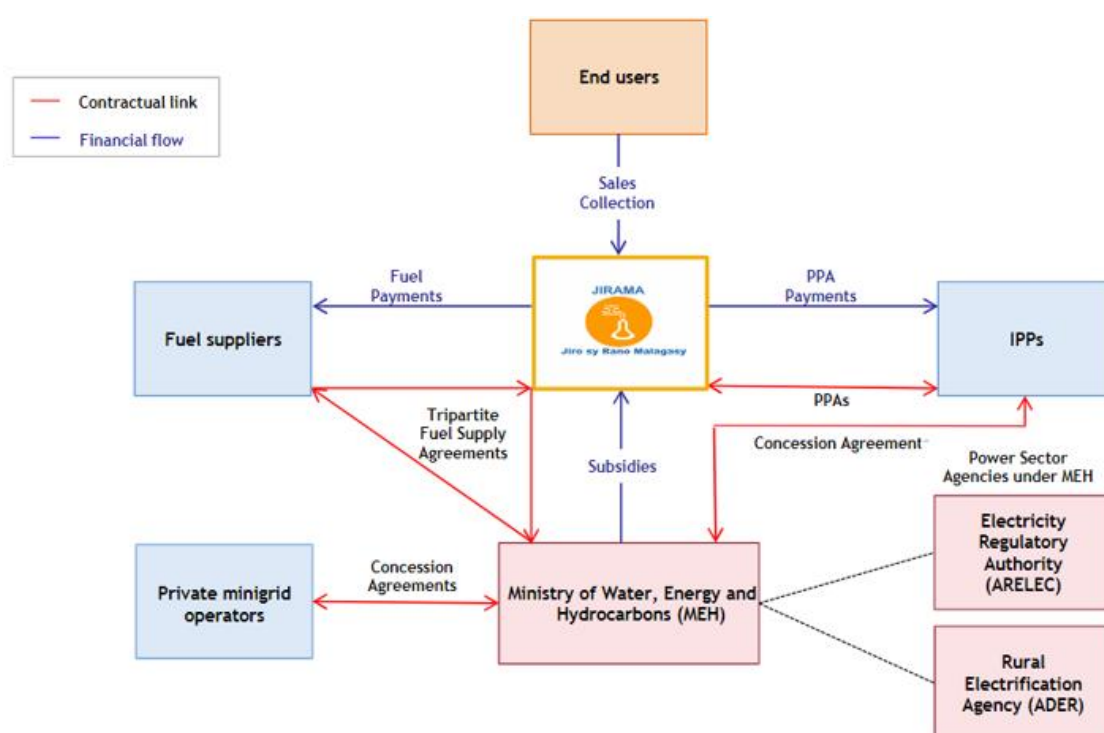 End users
Contractual link
Financial flow
Sales
Collection
Fuel
Payments
PPA
Payments
Fuel suppliers
JIRAMA
Jiro sy Rano Malagasy
IPPs
Tripartite
Fuel Supply
Agreements
PPAs
Concession Agreement
Subsidies
Power Sector
Agencies under MEH
Electricity
Regulatory
Authority
(ARELEC)
Concession
Agreements
Private minigrid
operators
Ministry of Water, Energy and
Hydrocarbons (MEH)
Rural
Electrification
Agency (ADER)